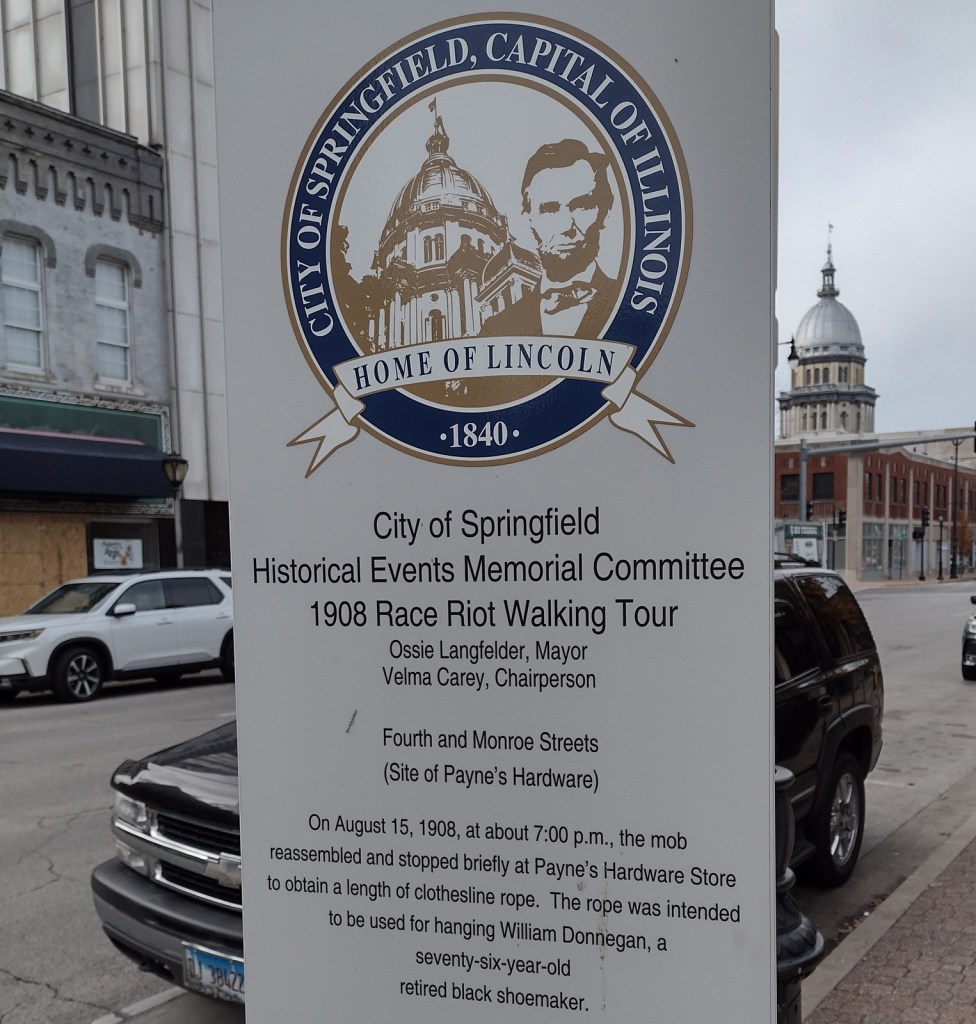 CITY OF SPRINGFIELD, CAPITAL OF ILLINOIS
HOME OF LINCOLN
·1840·
City of Springfield
Historical Events Memorial Committee
1908 Race Riot Walking Tour
Ossie Langfelder, Mayor
Velma Carey, Chairperson
Fourth and Monroe Streets
(Site of Payne's Hardware)
On August 15, 1908, at about 7:00 p.m., the mob
reassembled and stopped briefly at Payne's Hardware Store
to obtain a length of clothesline rope. The rope was intended
to be used for hanging William Donnegan, a
seventy-six-year-old
retired black shoemaker.